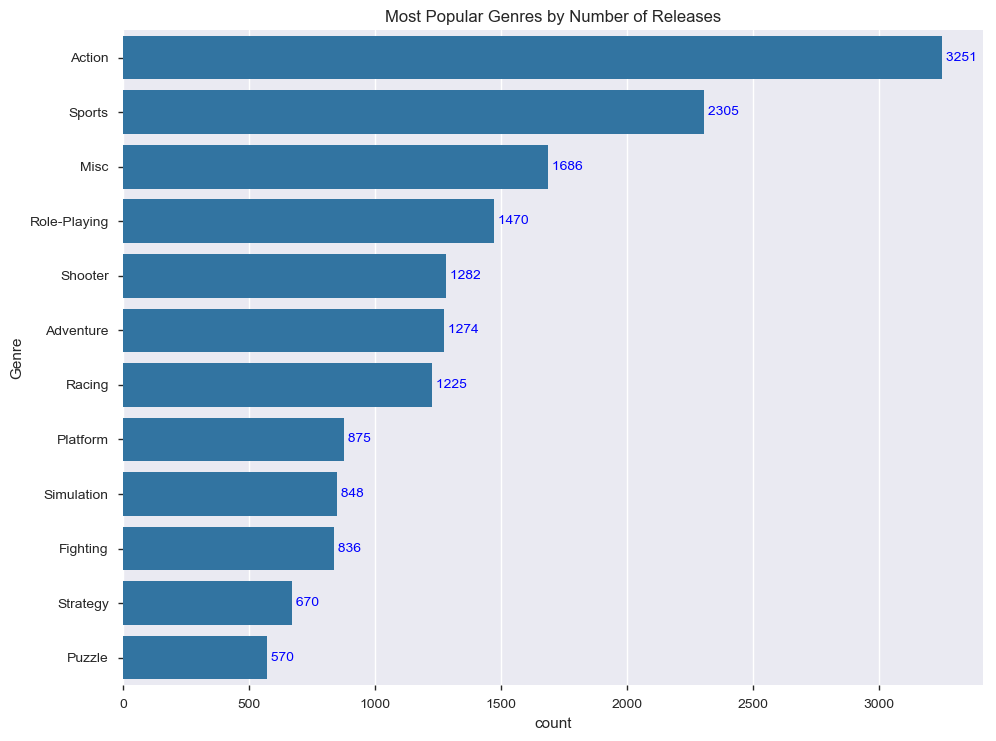 Most Popular Genres by Number of Releases
Genre
Action 3251
Sports 2305
Misc 1686
Role-Playing 1470
Shooter 1282
Adventure 1274
Racing 1225
Platform 875
Simulation 848
Fighting 836
Strategy 670
Puzzle 570
0 500 1000 1500 2000 2500 3000
count